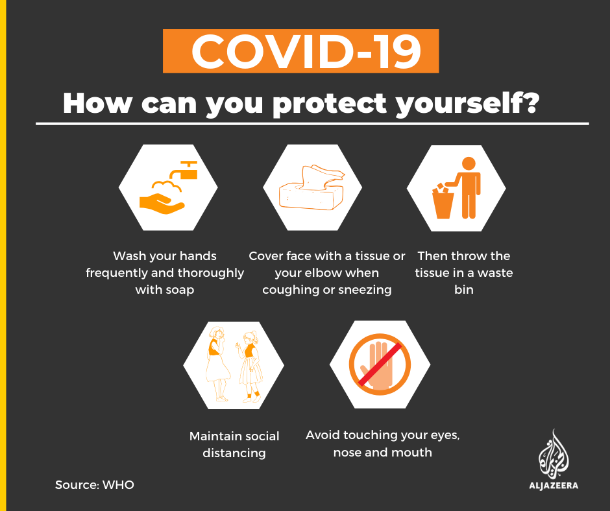 COVID-19
How can you protect yourself?
Wash your hands
frequently and thoroughly
with soap
Cover face with a tissue or
your elbow when
coughing or sneezing
Then throw the
tissue in a waste
bin
Maintain social
distancing
Avoid touching your eyes,
nose and mouth
Source: WHO
ALJAZEERA